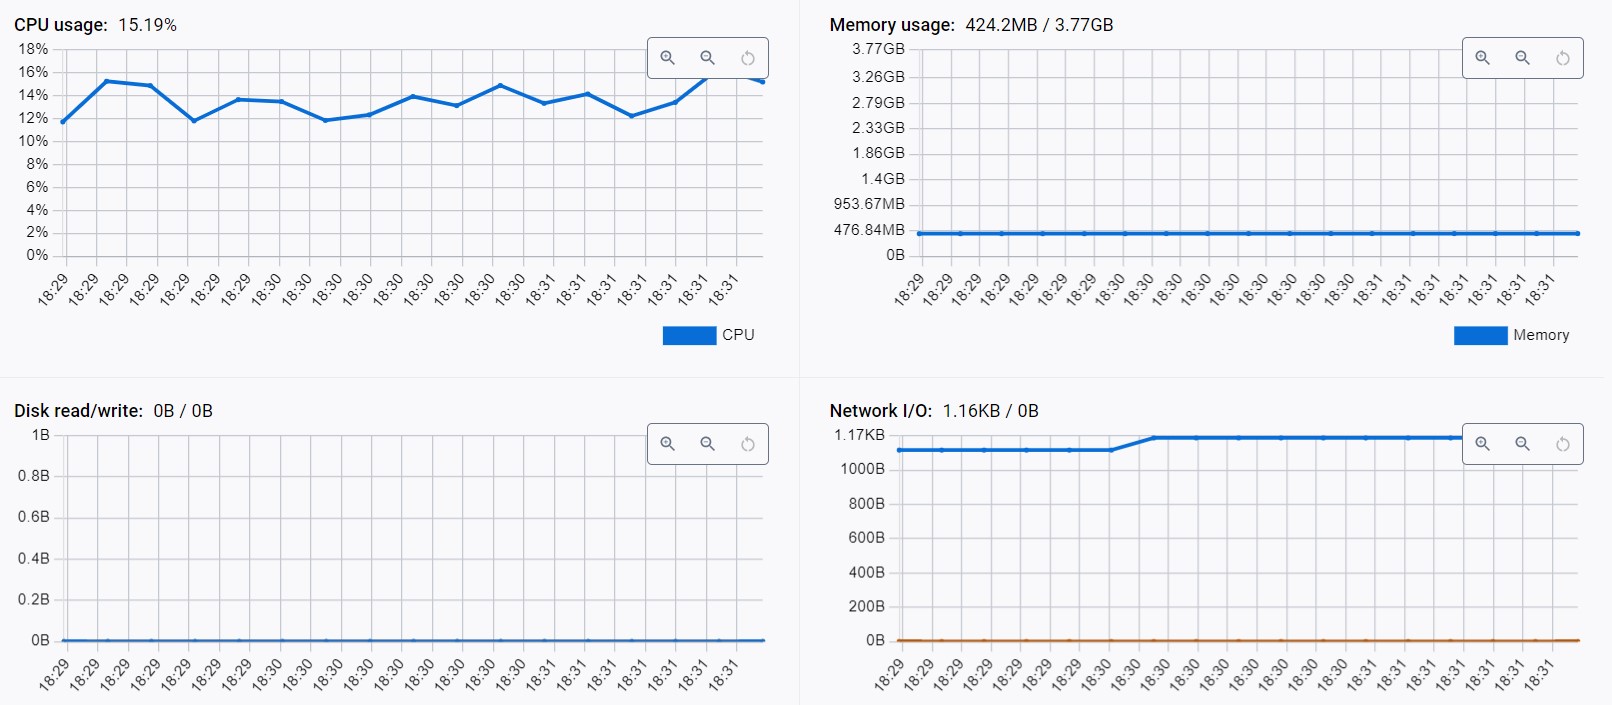 CPU usage: 15.19%
18%
16%
14%
12%
10%
8%
6%
4%
2%
0%
18:29 18:29 18:29 18:29 18:29 18:29 18:29 18:30 18:30 18:30 18:30 18:30 18:30 18:30 18:30 18:31 18:31 18:31 18:31 18:31 18:31 18:31 18:31
CPU
Memory usage: 424.2MB / 3.77GB
3.77GB
3.26GB
2.79GB
2.33GB
1.86GB
1.4GB
953.67MB
476.84MB
0B
18:29 18:29 18:29 18:29 18:29 18:29 18:29 18:30 18:30 18:30 18:30 18:30 18:30 18:30 18:30 18:30 18:31 18:31 18:31 18:31 18:31 18:31 18:31
Memory
Disk read/write: 0B / 0B
1B
0.8B
0.6B
0.4B
0.2B
0B
18:29 18:29 18:29 18:29 18:29 18:29 18:29 18:30 18:30 18:30 18:30 18:30 18:30 18:30 18:30 18:30 18:31 18:31 18:31 18:31 18:31 18:31 18:31
Network I/O: 1.16KB / 0B
1.17KB
1000B
800B
600B
400B
200B
0B
18:29 18:29 18:29 18:29 18:29 18:29 18:29 18:30 18:30 18:30 18:30 18:30 18:30 18:30 18:30 18:30 18:31 18:31 18:31 18:31 18:31 18:31 18:31